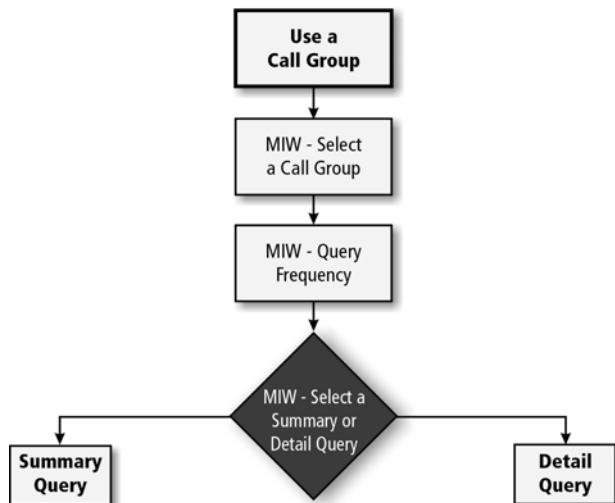 Use a
Call Group
MIW - Select
a Call Group
MIW - Query
Frequency
MIW - Select a
Summary or
Detail Query
Summary
Query
Detail
Query